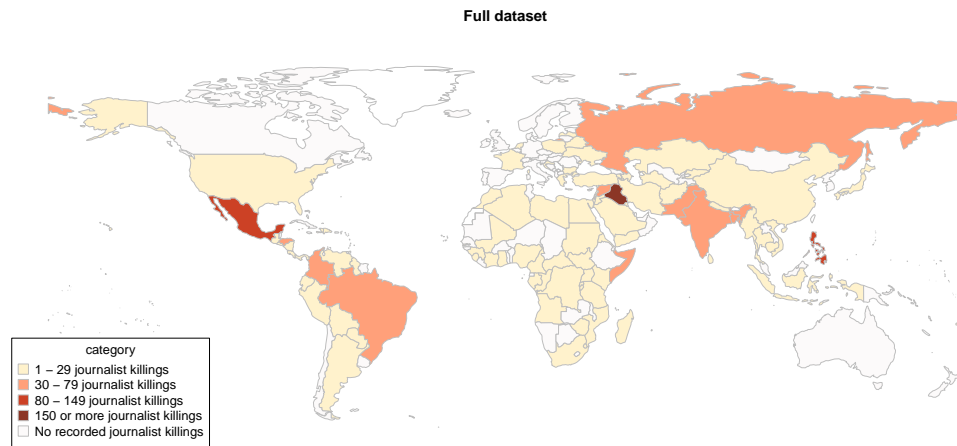 Full dataset
category
1 – 29 journalist killings
30 – 79 journalist killings
80 – 149 journalist killings
150 or more journalist killings
No recorded journalist killings